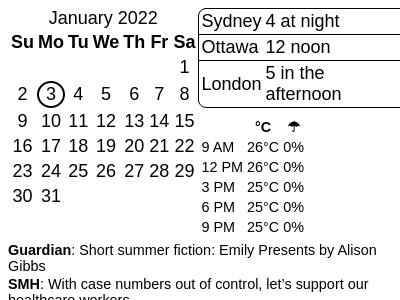 January 2022
Su Mo Tu We Th Fr Sa
1
2 3 4 5 6 7 8
9 10 11 12 13 14 15
16 17 18 19 20 21 22
23 24 25 26 27 28 29
30 31
Sydney 4 at night
Ottawa 12 noon
London 5 in the
afternoon
°C ☂
9 AM 26°C 0%
12 PM 26°C 0%
3 PM 25°C 0%
6 PM 25°C 0%
9 PM 25°C 0%
Guardian: Short summer fiction: Emily Presents by Alison
Gibbs
SMH: With case numbers out of control, let’s support our
healthcare workers